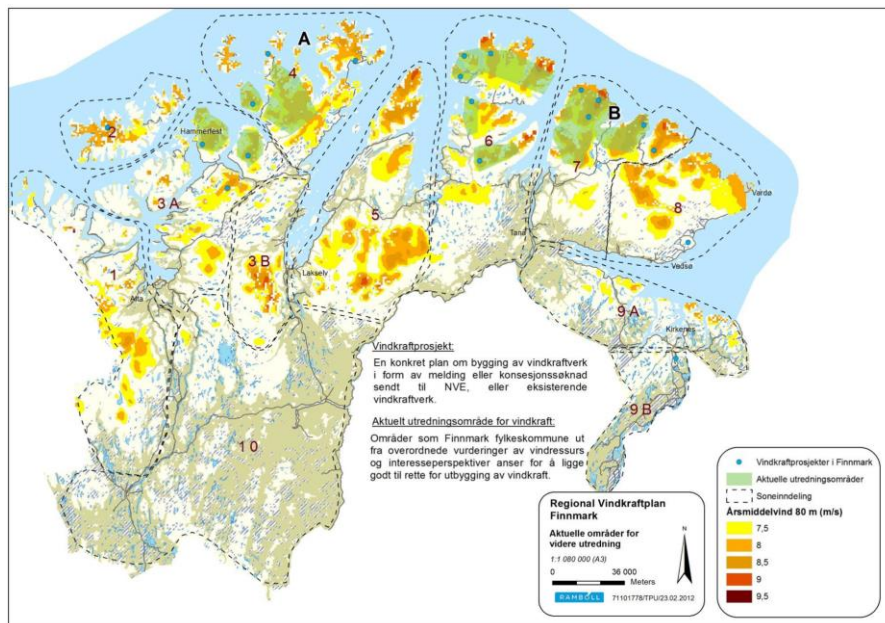 A
4
2
Hammerfest
B
6
7
3 A
8
Vardø
5
3 B
Tana
Vadsø
1
Lakselv
Alta
9 A
Kirkenes
9 B
10
Vindkraftprosjekt:
En konkret plan om bygging av vindkraftverk
i form av melding eller konsesjonssøknad
sendt til NVE, eller eksisterende
vindkraftverk.
Aktuelt utredningsområde for vindkraft:
Områder som Finnmark fylkeskommune ut
fra overordnede vurderinger av vindressurs
og interesseperspektiver anser for å ligge
godt til rette for utbygging av vindkraft.
Regional Vindkraftplan
Finnmark
Aktuelle områder for
videre utredning
1:1 080 000 (A3)
0 36 000
Meters
N
RAMBOLL 71101778/TPU/23.02.2012
Vindkraftprosjekter i Finnmark
Aktuelle utredningsområder
Soneinndeling
Årsmiddelvind 80 m (m/s)
7,5
8
8,5
9
9,5